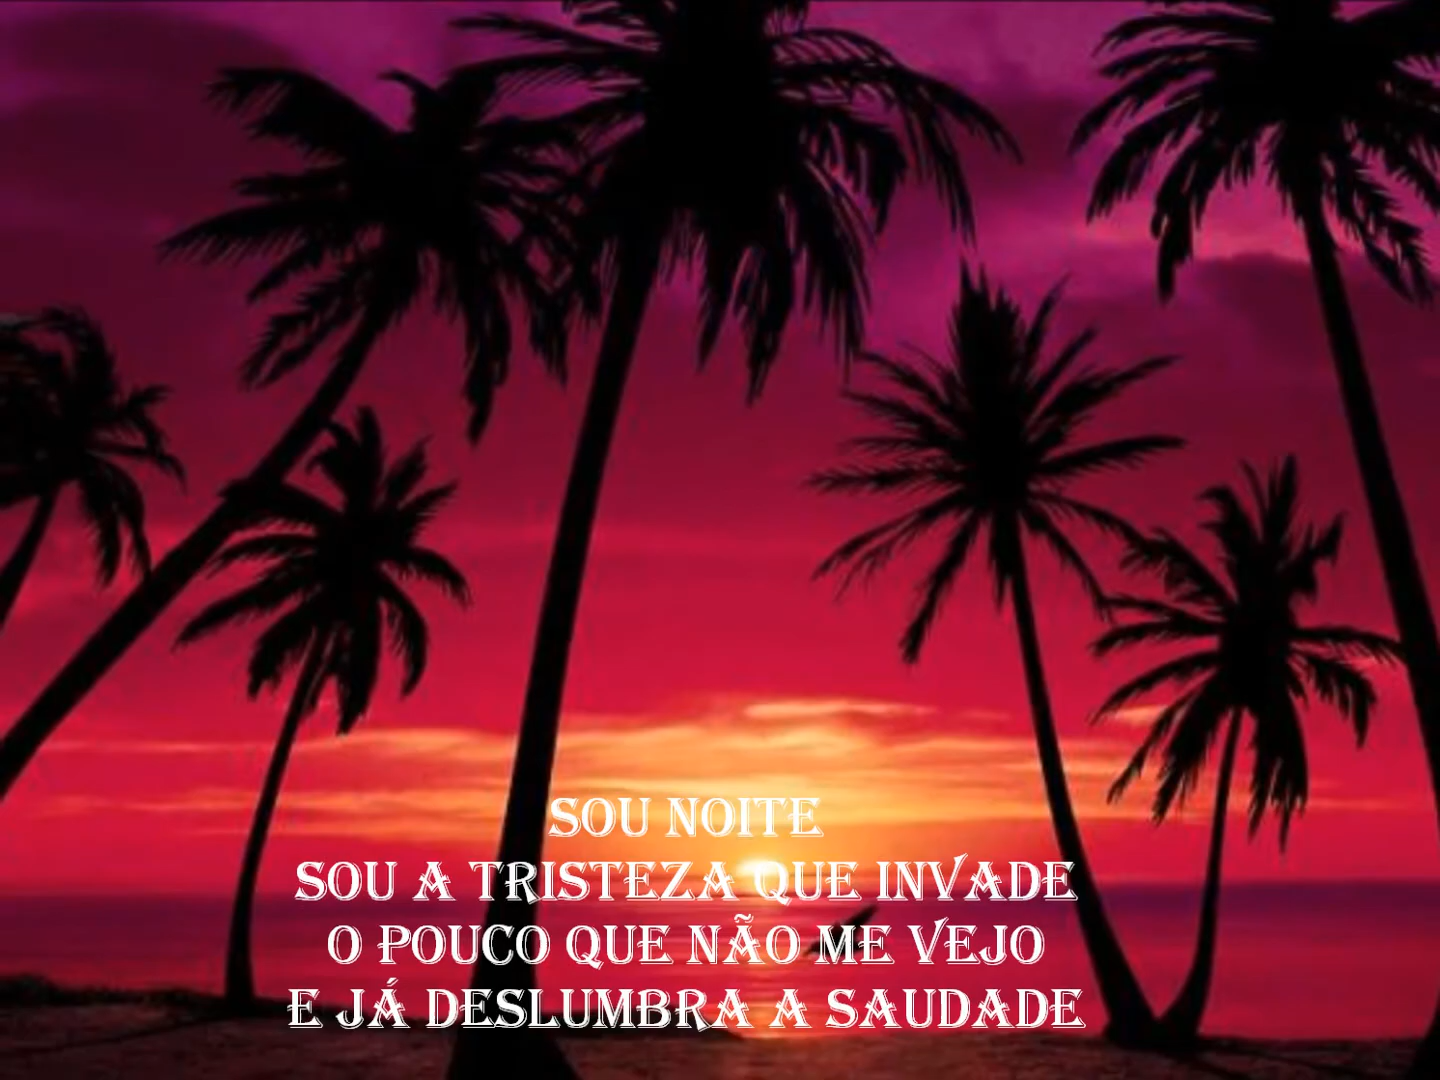 SOU NOITE
SOU A TRISTEZA QUE INVADE
O POUCO QUE NÃO ME VEJO
E JÁ DESLUMBRA A SAUDADE